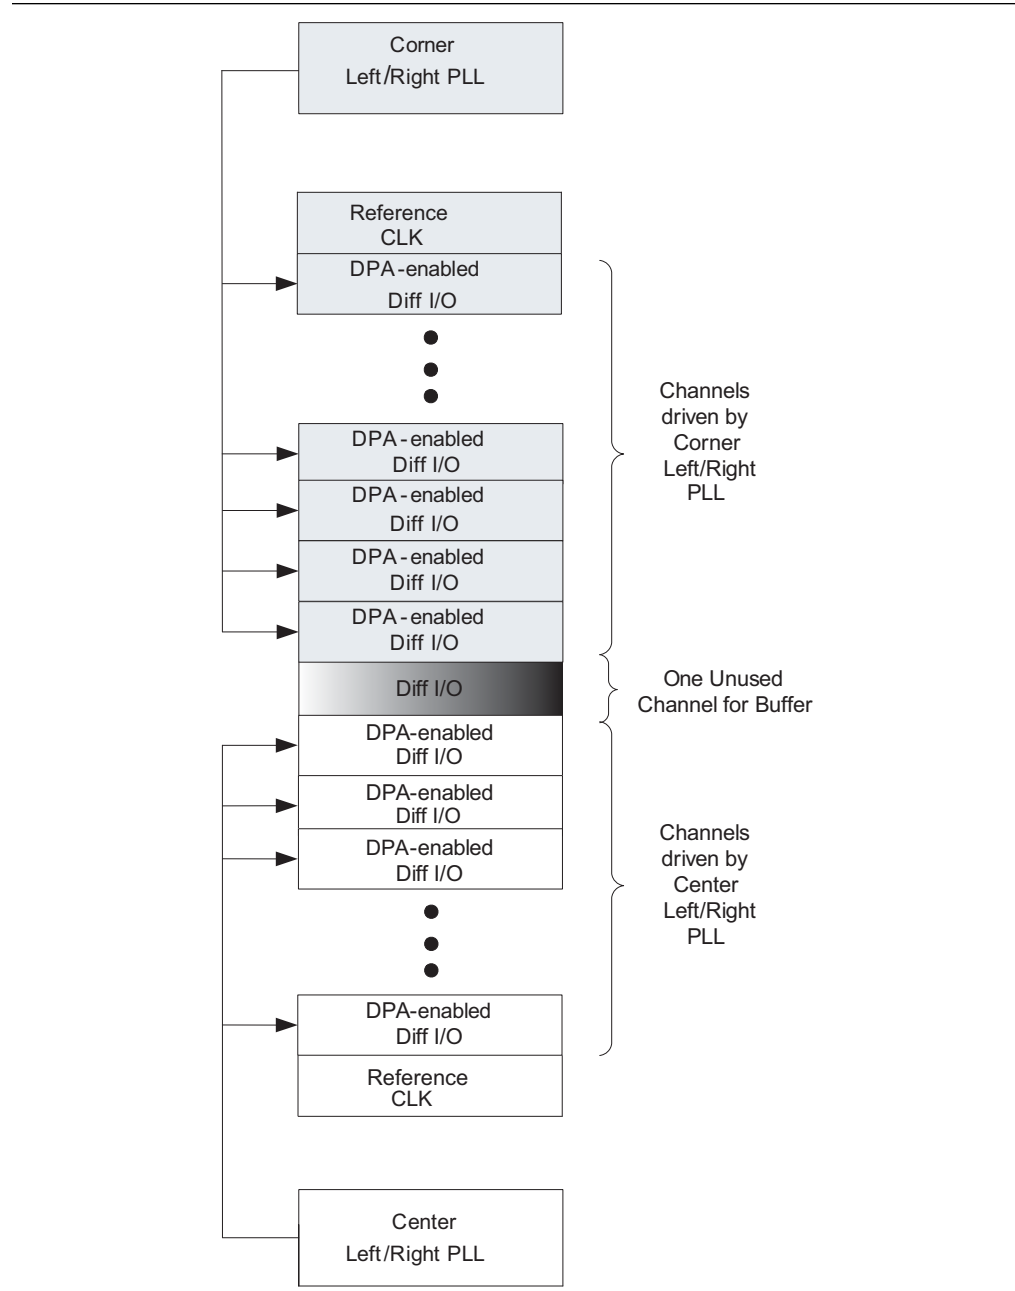 Corner
Left/Right PLL
Reference
CLK
DPA-enabled
Diff I/O
DPA-enabled
Diff I/O
DPA-enabled
Diff I/O
DPA-enabled
Diff I/O
DPA-enabled
Diff I/O
Channels
driven by
Corner
Left/Right
PLL
Diff I/O
One Unused
Channel for Buffer
DPA-enabled
Diff I/O
DPA-enabled
Diff I/O
DPA-enabled
Diff I/O
Channels
driven by
Center
Left/Right
PLL
DPA-enabled
Diff I/O
Reference
CLK
Center
Left/Right PLL